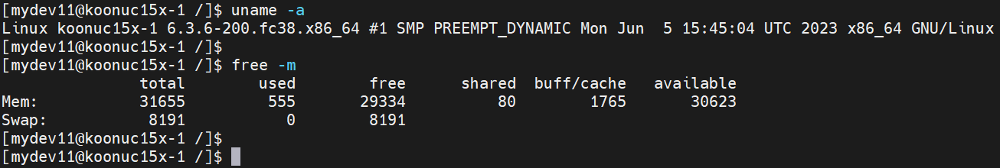 [mydev11@koonuc15x-1 /]$ uname -a
Linux koonuc15x-1 6.3.6-200.fc38.x86_64 #1 SMP PREEMPT_DYNAMIC Mon Jun  5 15:45:04 UTC 2023 x86_64 GNU/Linux
[mydev11@koonuc15x-1 /]$
[mydev11@koonuc15x-1 /]$ free -m
               total        used        free      shared  buff/cache   available
Mem:           31655         555       29334          80        1765       30623
Swap:           8191           0        8191
[mydev11@koonuc15x-1 /]$
[mydev11@koonuc15x-1 /]$